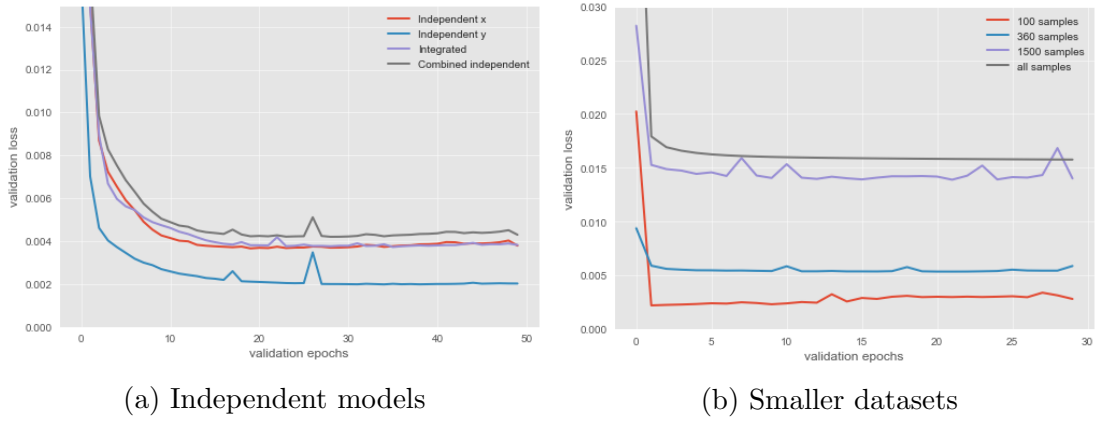 0.014
0.012
0.010
0.008
0.006
0.004
0.002
0.000
validation loss
0
10
20
30
40
50
validation epochs
Independent x
Independent y
Integrated
Combined independent
(a) Independent models
0.030
0.025
0.020
0.015
0.010
0.005
0.000
validation loss
0
5
10
15
20
25
30
validation epochs
100 samples
360 samples
1500 samples
all samples
(b) Smaller datasets